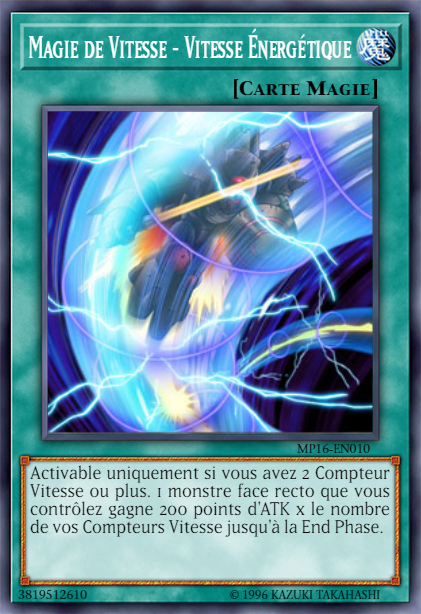 Magie de Vitesse - Vitesse Énergétique
[Carte Magie]
MP16-EN010
Activable uniquement si vous avez 2 Compteur
Vitesse ou plus. 1 monstre face recto que vous
contrôlez gagne 200 points d'ATK x le nombre
de vos Compteurs Vitesse jusqu'à la End Phase.
3819512610
© 1996 KAZUKI TAKAHASHI